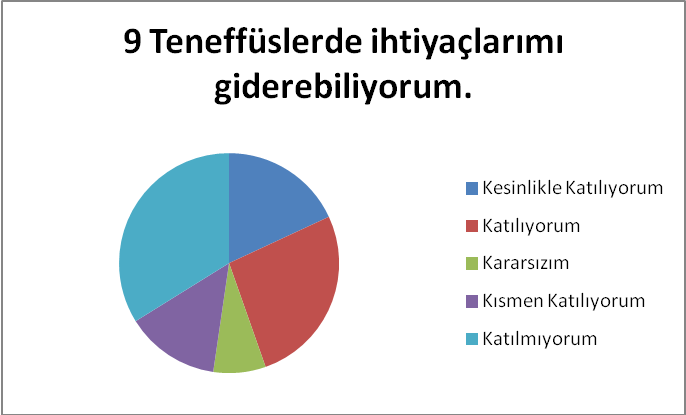 9 Teneffüslerde ihtiyaçlarımı
giderebiliyorum.
Kesinlikle Katılıyorum
Katılıyorum
Kararsızım
Kısmen Katılıyorum
Katılmıyorum